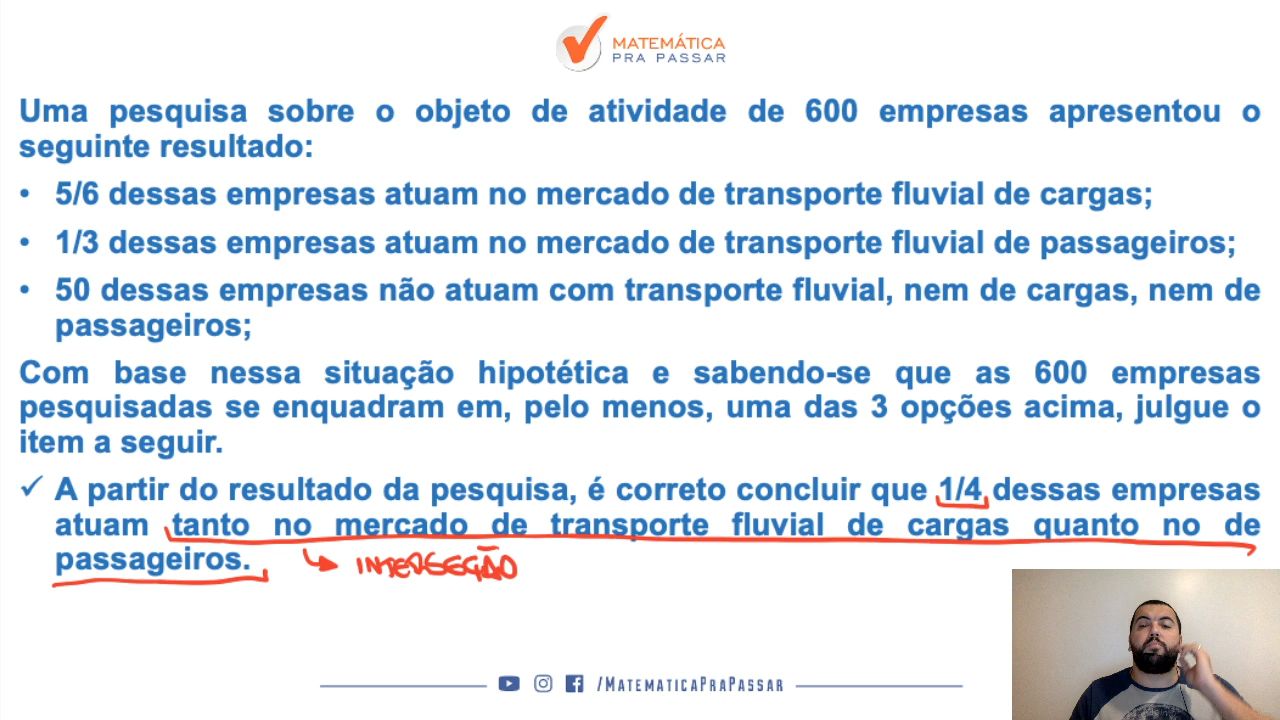 MATEMÁTICA
PRA PASSAR
Uma pesquisa sobre o objeto de atividade de 600 empresas apresentou o
seguinte resultado:
• 5/6 dessas empresas atuam no mercado de transporte fluvial de cargas;
• 1/3 dessas empresas atuam no mercado de transporte fluvial de passageiros;
• 50 dessas empresas não atuam com transporte fluvial, nem de cargas, nem de
passageiros;
Com base nessa situação hipotética e sabendo-se que as 600 empresas
pesquisadas se enquadram em, pelo menos, uma das 3 opções acima, julgue o
item a seguir.
✓ A partir do resultado da pesquisa, é correto concluir que 1/4 dessas empresas
atuam tanto no mercado de transporte fluvial de cargas quanto no de
passageiros.
INTERSEÇÃO
/MATEMATICAPRAPASSAR